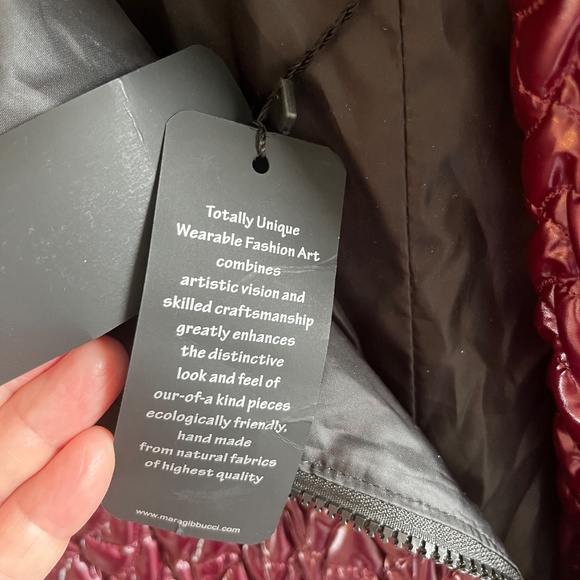 Totally Unique
Wearable Fashion Art
combines
artistic vision and
skilled craftsmanship
greatly enhances
the distinctive
look and feel of
our-of-a kind pieces
ecologically friendly,
hand made
from natural fabrics
of highest quality
www.maragibbucci.com